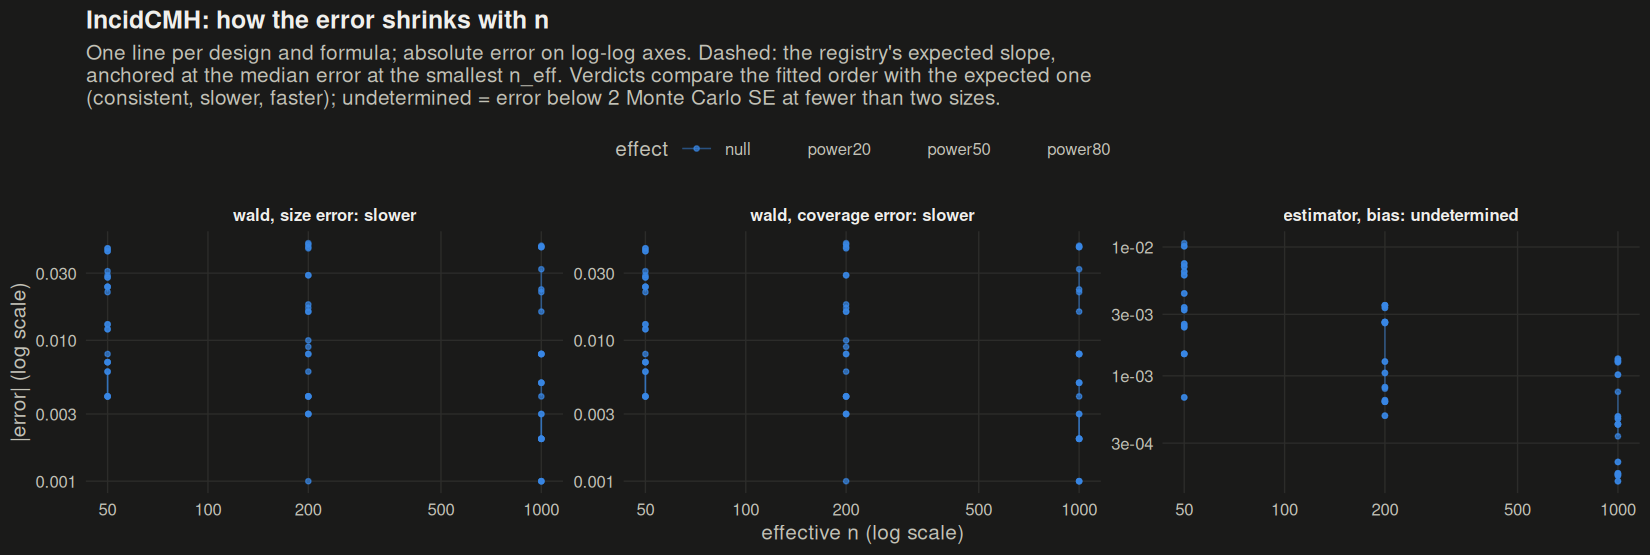 IncidCMH: how the error shrinks with n
One line per design and formula; absolute error on log-log axes. Dashed: the registry's expected slope,
anchored at the median error at the smallest n_eff. Verdicts compare the fitted order with the expected one
(consistent, slower, faster); undetermined = error below 2 Monte Carlo SE at fewer than two sizes.
effect null power20 power50 power80
wald, size error: slower
wald, coverage error: slower
estimator, bias: undetermined
|error| (log scale)
0.030
0.010
0.003
0.001
0.030
0.010
0.003
0.001
1e-02
3e-03
1e-03
3e-04
50 100 200 500 1000
50 100 200 500 1000
50 100 200 500 1000
effective n (log scale)